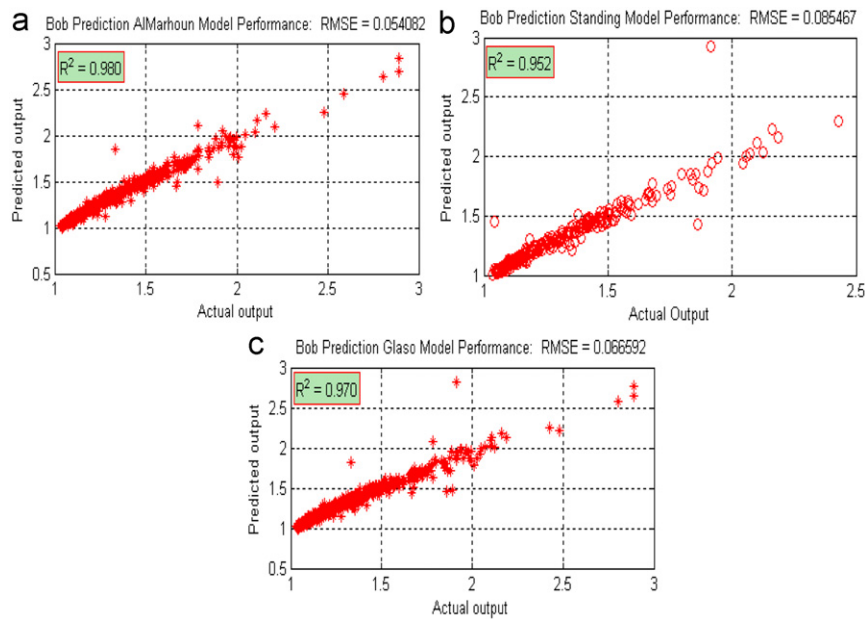 a
Bob Prediction AlMarhoun Model Performance: RMSE = 0.054082
R² = 0.980
3
2.5
2
1.5
1
0.5
1 1.5 2 2.5 3
Predicted output
Actual output
b
Bob Prediction Standing Model Performance: RMSE = 0.085467
R² = 0.952
3
2.5
2
1.5
1
1 1.5 2 2.5
Predicted output
Actual Output
c
Bob Prediction Glaso Model Performance: RMSE = 0.066592
R² = 0.970
3
2.5
2
1.5
1
0.5
1 1.5 2 2.5 3
Predicted output
Actual output